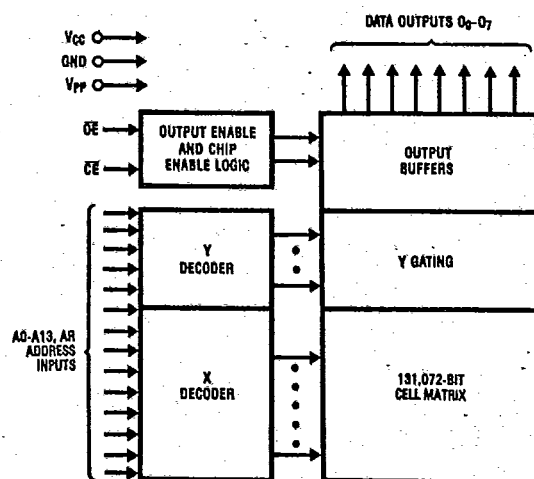 DATA OUTPUTS O0-O7
VCC
GND
VPP
OE
CE
OUTPUT ENABLE
AND CHIP
ENABLE LOGIC
OUTPUT
BUFFERS
Y
DECODER
Y GATING
A0-A13, AR
ADDRESS
INPUTS
X
DECODER
131,072-BIT
CELL MATRIX